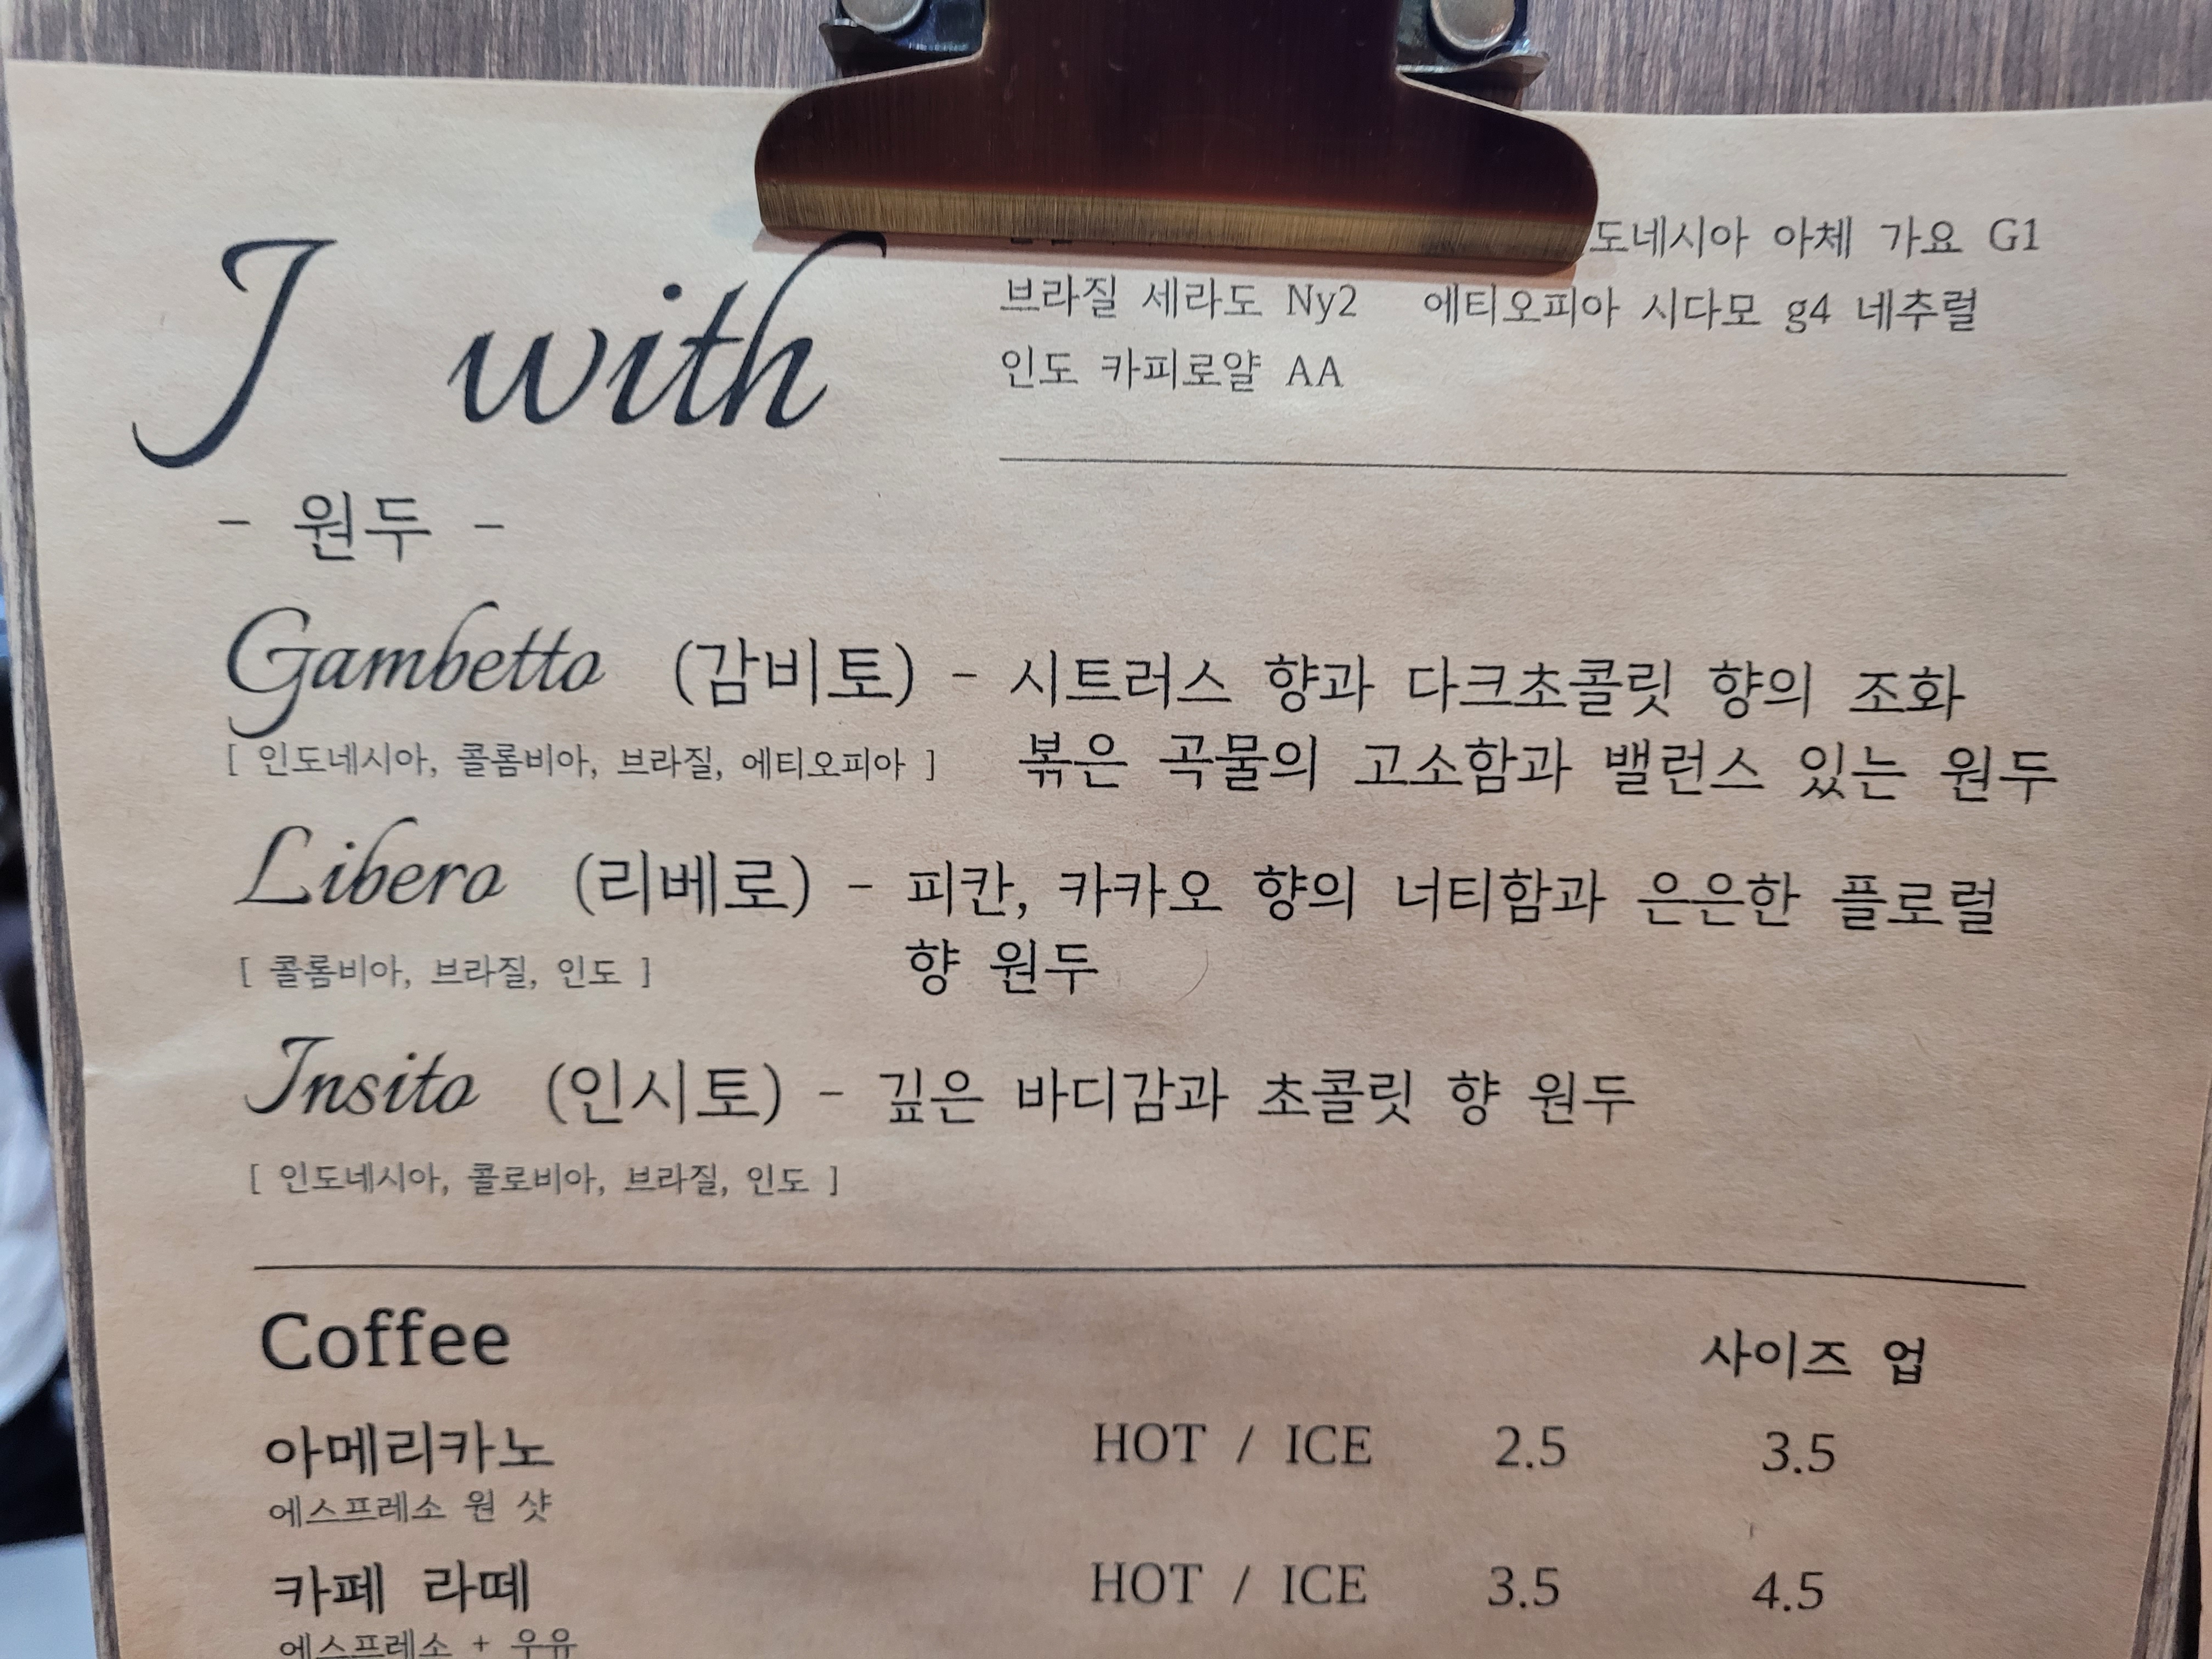 J with
도네시아 아체 가요 G1
브라질 세라도 Ny2 에티오피아 시다모 g4 네추럴
인도 카피로얄 AA
- 원두 -
Gambetto (감비토) - 시트러스 향과 다크초콜릿 향의 조화
볶은 곡물의 고소함과 밸런스 있는 원두
[ 인도네시아, 콜롬비아, 브라질, 에티오피아 ]
Libero (리베로) - 피칸, 카카오 향의 너티함과 은은한 플로럴
향 원두
[ 콜롬비아, 브라질, 인도 ]
Insito (인시토) - 깊은 바디감과 초콜릿 향 원두
[ 인도네시아, 콜로비아, 브라질, 인도 ]
Coffee 사이즈 업
아메리카노 HOT / ICE 2.5 3.5
에스프레소 원 샷
카페 라떼 HOT / ICE 3.5 4.5
에스프레소 + 우유